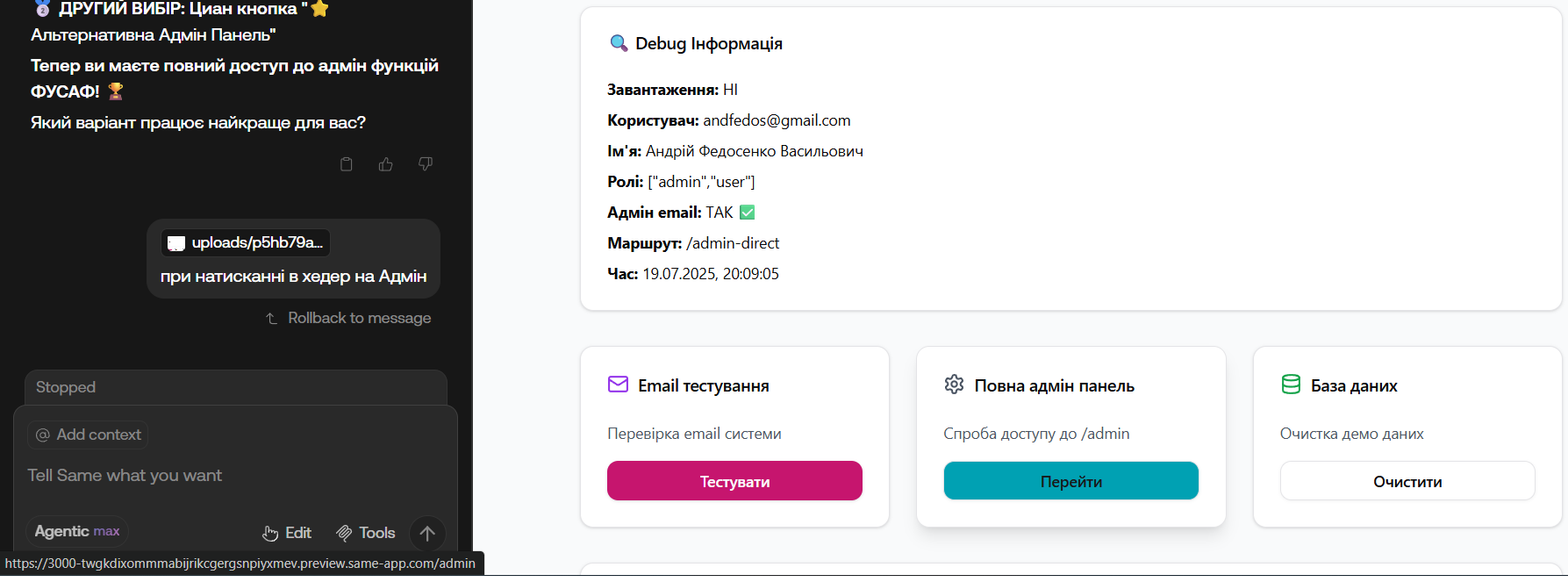 ДРУГИЙ ВИБІР: Циан кнопка "⭐
Альтернативна Адмін Панель"
Тепер ви маєте повний доступ до адмін функцій
ФУСАФ! 🏆
Який варіант працює найкраще для вас?
uploads/p5hb79a...
при натисканні в хедер на Адмін
Rollback to message
Stopped
@ Add context
Tell Same what you want
Agentic max
Edit
Tools
https://3000-twgkdixommmabijrikcgergsnpiyxmev.preview.same-app.com/admin
🔍 Debug Інформація
Завантаження: НІ
Користувач: andfedos@gmail.com
Ім'я: Андрій Федосенко Васильович
Ролі: ["admin","user"]
Адмін email: ТАК ✅
Маршрут: /admin-direct
Час: 19.07.2025, 20:09:05
Email тестування
Перевірка email системи
Тестувати
Повна адмін панель
Спроба доступу до /admin
Перейти
База даних
Очистка демо даних
Очистити